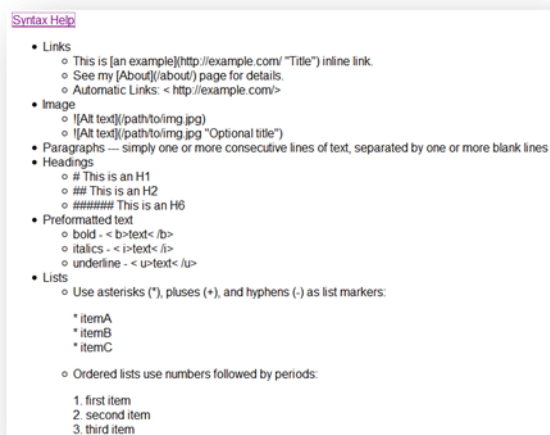 Syntax Help
Links
This is [an example](http://example.com/ "Title") inline link.
See my [About](/about/) page for details.
Automatic Links: < http://example.com/>
Image
![Alt text](/path/to/img.jpg)
![Alt text](/path/to/img.jpg "Optional title")
Paragraphs --- simply one or more consecutive lines of text, separated by one or more blank lines
Headings
# This is an H1
## This is an H2
###### This is an H6
Preformatted text
bold - < b>text< /b>
italics - < i>text< /i>
underline - < u>text< /u>
Lists
Use asterisks (*), pluses (+), and hyphens (-) as list markers:
* itemA
* itemB
* itemC
Ordered lists use numbers followed by periods:
1. first item
2. second item
3. third item